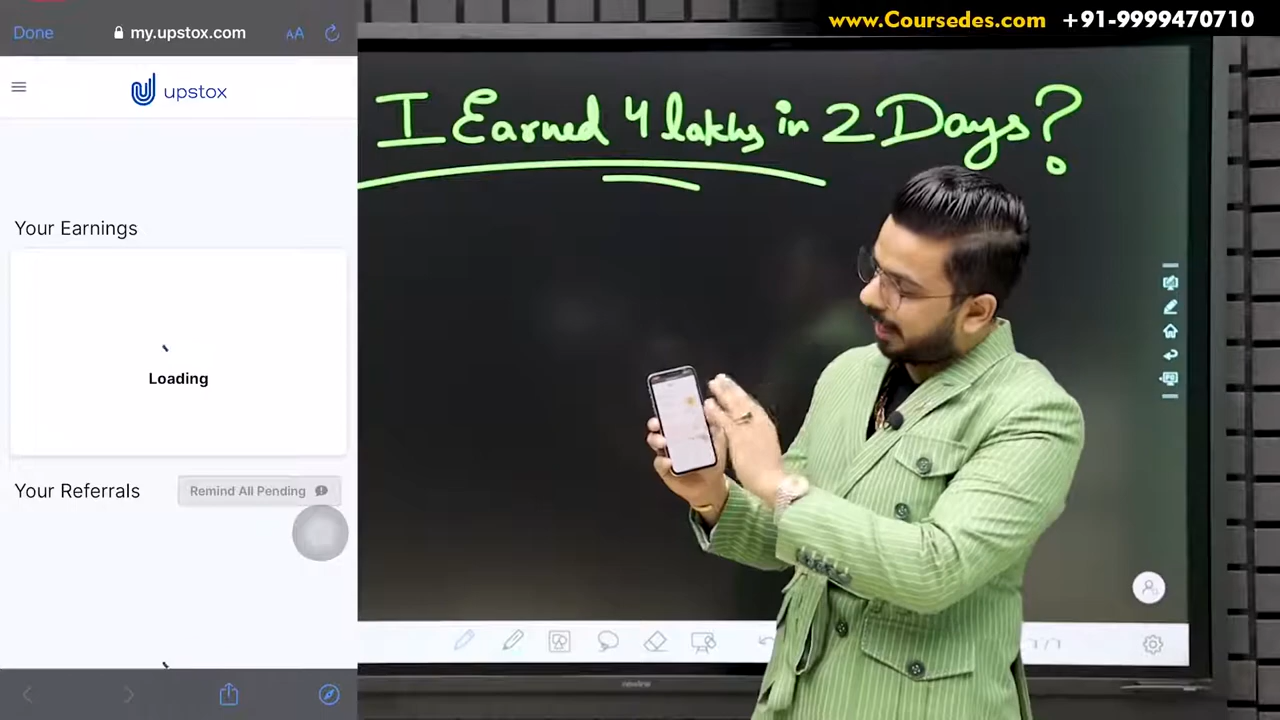 www.Coursedes.com +91-9999470710
Done my.upstox.com AA
upstox
I Earned 4 lakhs in 2 Days?
Your Earnings
Loading
Your Referrals Remind All Pending
newline